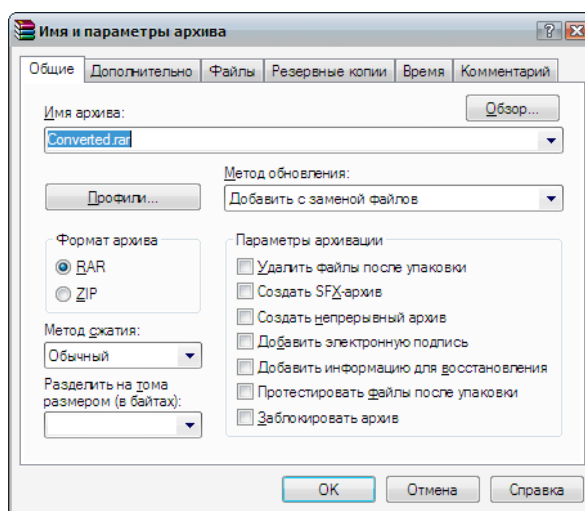 Имя и параметры архива
Общие Дополнительно Файлы Резервные копии Время Комментарий
Имя архива:
Обзор...
Converted.rar
Метод обновления:
Профили...
Добавить с заменой файлов
Формат архива
RAR
ZIP
Метод сжатия:
Обычный
Разделить на тома
размером (в байтах):
Параметры архивации
Удалить файлы после упаковки
Создать SFX-архив
Создать непрерывный архив
Добавить электронную подпись
Добавить информацию для восстановления
Протестировать файлы после упаковки
Заблокировать архив
OK Отмена Справка